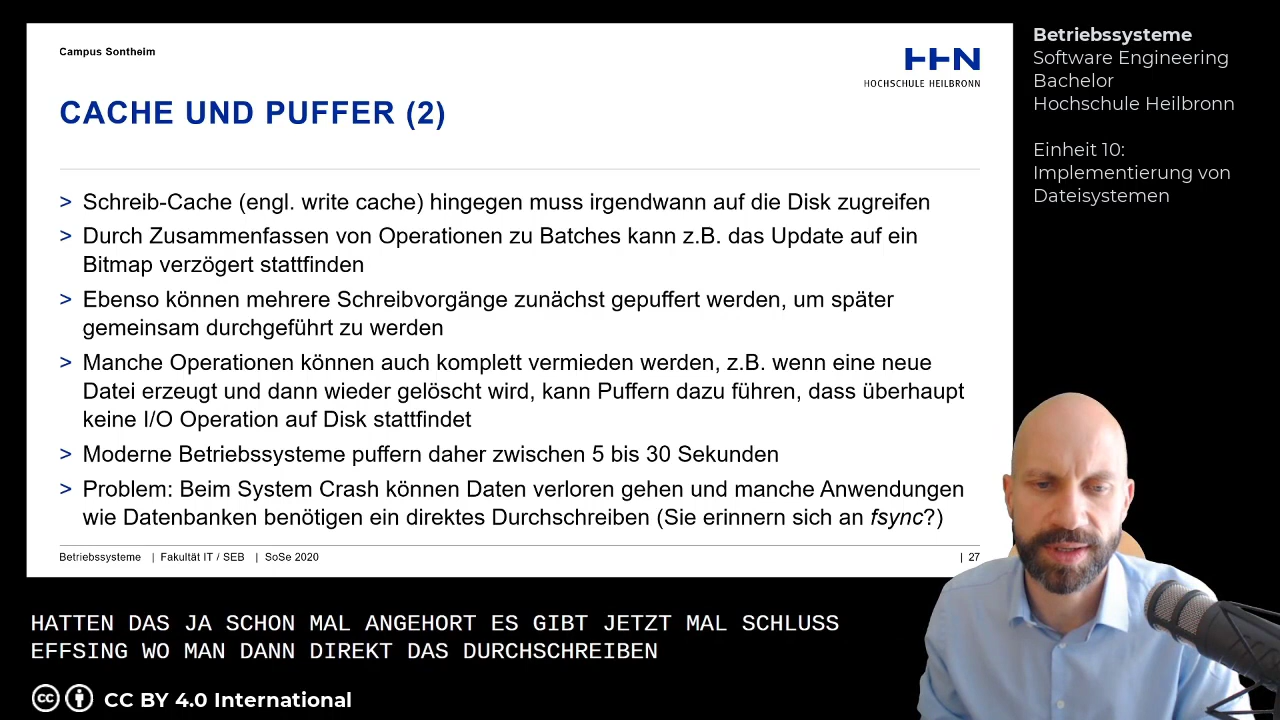 Campus Sontheim
HHN
HOCHSCHULE HEILBRONN
CACHE UND PUFFER (2)
> Schreib-Cache (engl. write cache) hingegen muss irgendwann auf die Disk zugreifen
> Durch Zusammenfassen von Operationen zu Batches kann z.B. das Update auf ein
Bitmap verzögert stattfinden
> Ebenso können mehrere Schreibvorgänge zunächst gepuffert werden, um später
gemeinsam durchgeführt zu werden
> Manche Operationen können auch komplett vermieden werden, z.B. wenn eine neue
Datei erzeugt und dann wieder gelöscht wird, kann Puffern dazu führen, dass überhaupt
keine I/O Operation auf Disk stattfindet
> Moderne Betriebssysteme puffern daher zwischen 5 bis 30 Sekunden
> Problem: Beim System Crash können Daten verloren gehen und manche Anwendungen
wie Datenbanken benötigen ein direktes Durchschreiben (Sie erinnern sich an fsync?)
Betriebssysteme | Fakultät IT / SEB | SoSe 2020 | 27
Betriebssysteme
Software Engineering
Bachelor
Hochschule Heilbronn
Einheit 10:
Implementierung von
Dateisystemen
HATTEN DAS JA SCHON MAL ANGEHORT ES GIBT JETZT MAL SCHLUSS
EFFSING WO MAN DANN DIREKT DAS DURCHSCHREIBEN
cc CC BY 4.0 International